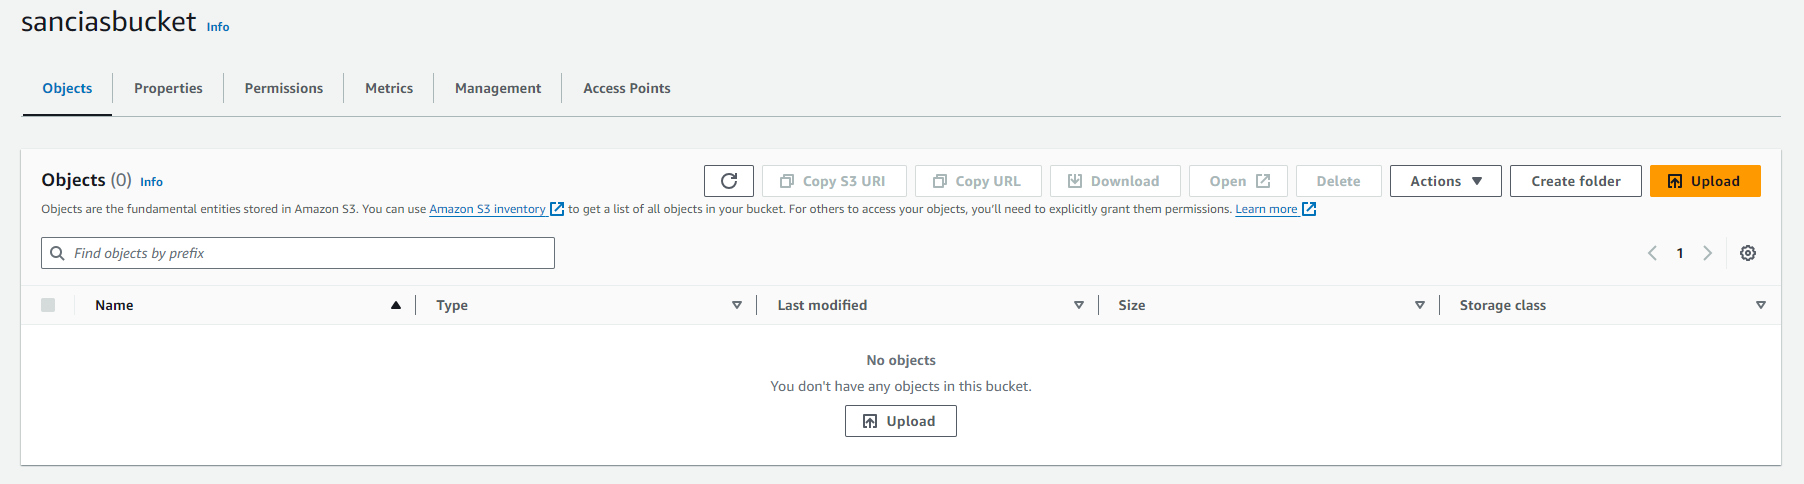 sanciasbucket Info
Objects Properties Permissions Metrics Management Access Points
Objects (0) Info Copy S3 URI Copy URL Download Open Delete Actions Create folder Upload
Objects are the fundamental entities stored in Amazon S3. You can use Amazon S3 inventory to get a list of all objects in your bucket. For others to access your objects, you'll need to explicitly grant them permissions. Learn more
Find objects by prefix 1
Name Type Last modified Size Storage class
No objects
You don't have any objects in this bucket.
Upload